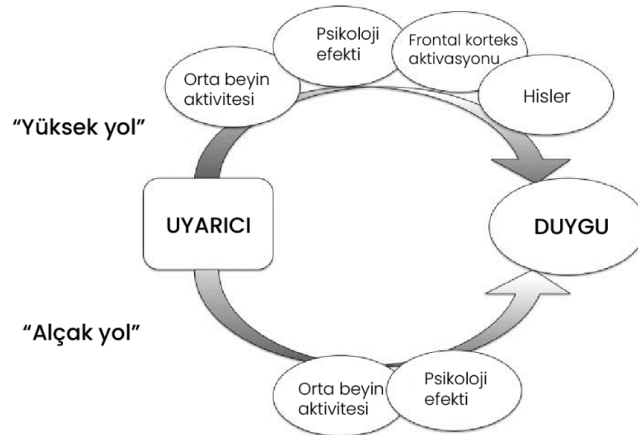 Psikoloji
efekti
Frontal korteks
aktivasyonu
Orta beyin
aktivitesi
Hisler
“Yüksek yol”
UYARICI
DUYGU
“Alçak yol”
Orta beyin
aktivitesi
Psikoloji
efekti